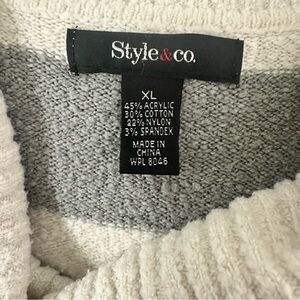 Style&co.
XL
45% ACRYLIC
30% COTTON
22% NYLON
3% SPANDEX
MADE IN
CHINA
WPL 8046